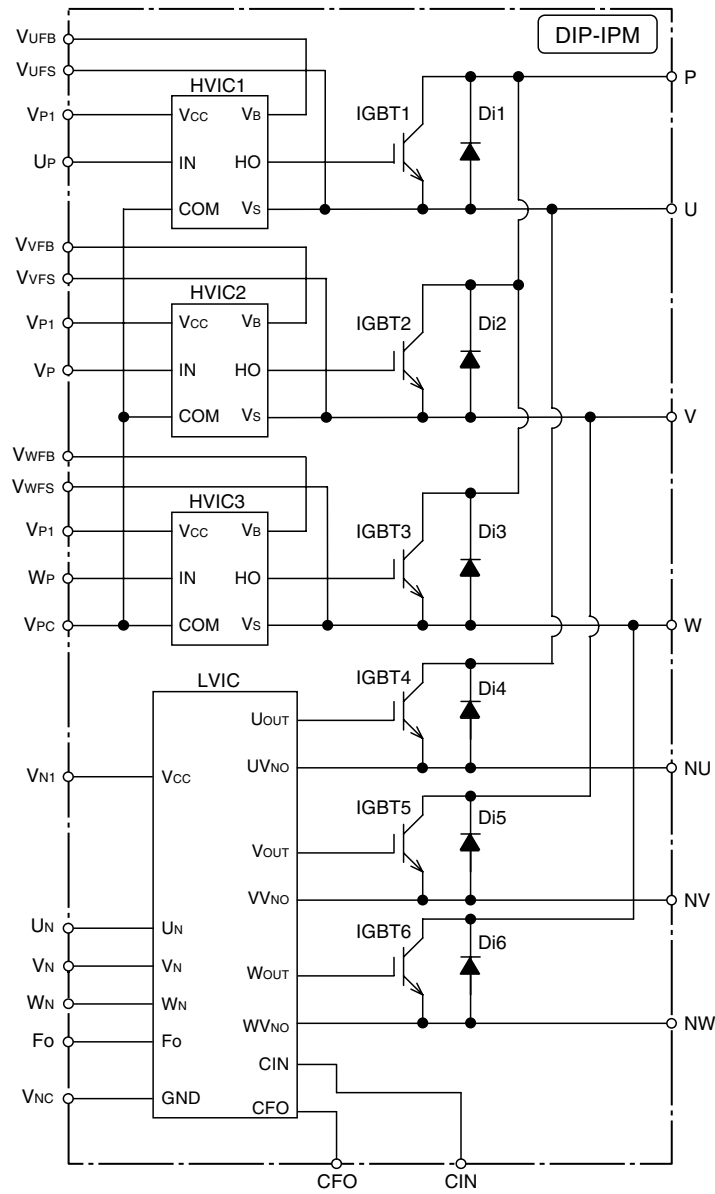 DIP-IPM
VUFB
VUFS
HVIC1
VP1
VCC
VB
IGBT1
Di1
P
UP
IN
HO
COM
VS
U
VVFB
VVFS
HVIC2
VP1
VCC
VB
IGBT2
Di2
VP
IN
HO
COM
VS
V
VWFB
VWFS
HVIC3
VP1
VCC
VB
IGBT3
Di3
WP
IN
HO
VPC
COM
VS
W
LVIC
IGBT4
Di4
UOUT
UVNO
NU
VN1
VCC
IGBT5
Di5
VOUT
VVNO
NV
UN
UN
IGBT6
Di6
VN
VN
WOUT
WN
WN
WVNO
NW
Fo
Fo
CIN
VNC
GND
CFO
CFO
CIN